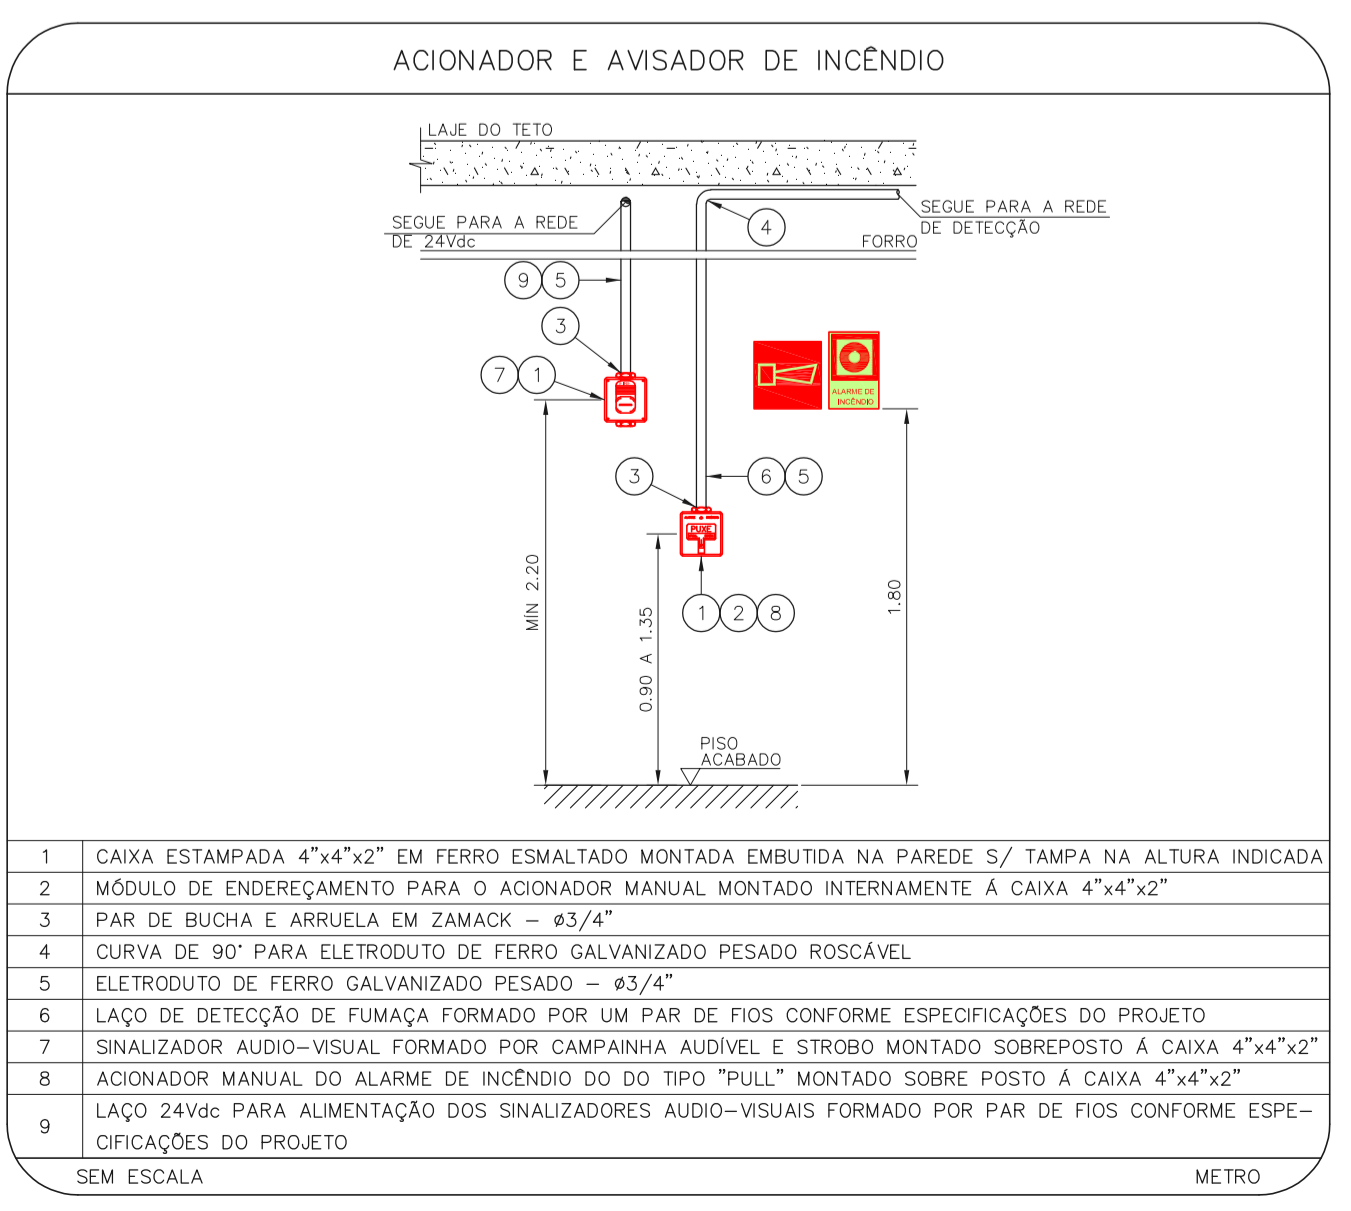 ACIONADOR E AVISADOR DE INCÊNDIO
LAJE DO TETO
SEGUE PARA A REDE
DE 24Vdc
SEGUE PARA A REDE
DE DETECÇÃO
4
FORRO
9 5
3
7 1
ALARME DE
INCÊNDIO
3
6 5
PUXE
1 2 8
MÍN 2.20
0.90 A 1.35
1.80
PISO
ACABADO
1 CAIXA ESTAMPADA 4"x4"x2" EM FERRO ESMALTADO MONTADA EMBUTIDA NA PAREDE S/ TAMPA NA ALTURA INDICADA
2 MÓDULO DE ENDEREÇAMENTO PARA O ACIONADOR MANUAL MONTADO INTERNAMENTE Á CAIXA 4"x4"x2"
3 PAR DE BUCHA E ARRUELA EM ZAMACK – ø3/4"
4 CURVA DE 90° PARA ELETRODUTO DE FERRO GALVANIZADO PESADO ROSCÁVEL
5 ELETRODUTO DE FERRO GALVANIZADO PESADO – ø3/4"
6 LAÇO DE DETECÇÃO DE FUMAÇA FORMADO POR UM PAR DE FIOS CONFORME ESPECIFICAÇÕES DO PROJETO
7 SINALIZADOR AUDIO–VISUAL FORMADO POR CAMPAINHA AUDÍVEL E STROBO MONTADO SOBREPOSTO Á CAIXA 4"x4"x2"
8 ACIONADOR MANUAL DO ALARME DE INCÊNDIO DO DO TIPO "PULL" MONTADO SOBRE POSTO Á CAIXA 4"x4"x2"
9 LAÇO 24Vdc PARA ALIMENTAÇÃO DOS SINALIZADORES AUDIO–VISUAIS FORMADO POR PAR DE FIOS CONFORME ESPE–
CIFICAÇÕES DO PROJETO
SEM ESCALA
METRO